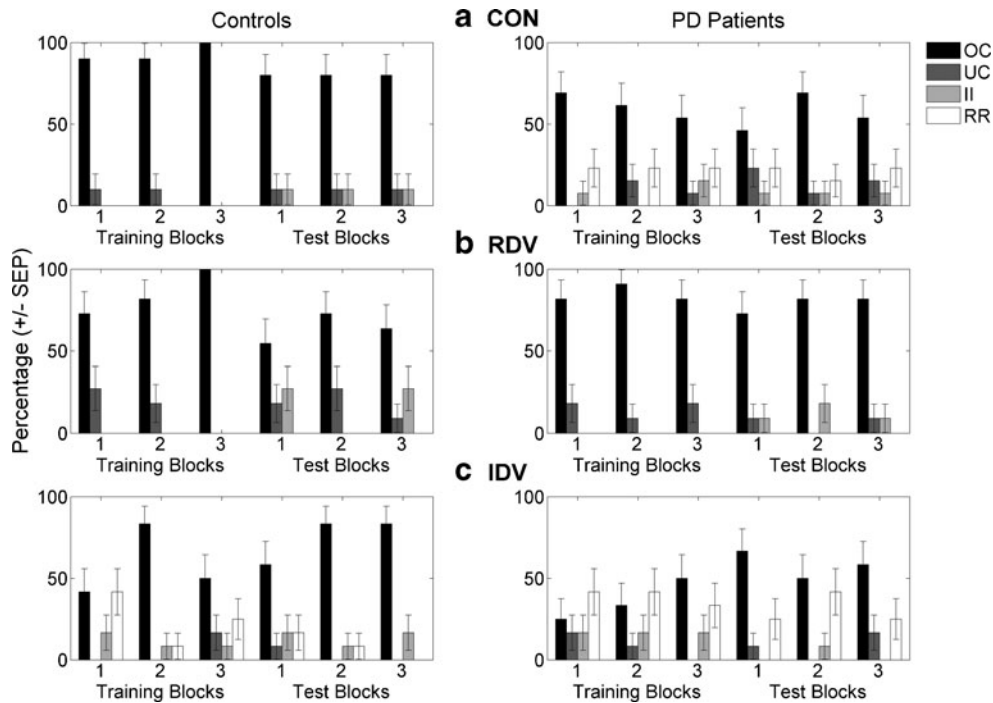 Controls
a CON
PD Patients
OC
UC
II
RR
Percentage (+/- SEP)
100
50
0
1 2 3 1 2 3
Training Blocks Test Blocks
100
50
0
1 2 3 1 2 3
Training Blocks Test Blocks
b RDV
100
50
0
1 2 3 1 2 3
Training Blocks Test Blocks
100
50
0
1 2 3 1 2 3
Training Blocks Test Blocks
c IDV
100
50
0
1 2 3 1 2 3
Training Blocks Test Blocks
100
50
0
1 2 3 1 2 3
Training Blocks Test Blocks